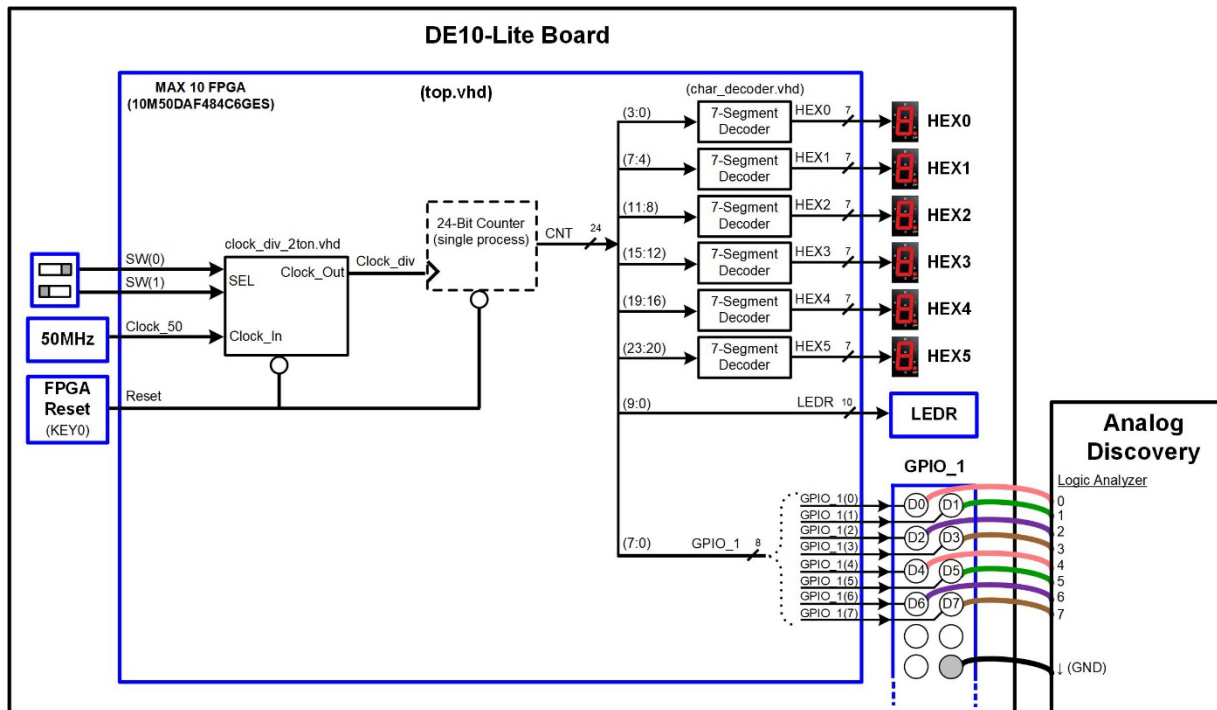 DE10-Lite Board
MAX 10 FPGA
(10M50DAF484C6GES)
(top.vhd)
(char_decoder.vhd)
(3:0)
7-Segment
Decoder
HEX0
7
HEX0
(7:4)
7-Segment
Decoder
HEX1
7
HEX1
(11:8)
7-Segment
Decoder
HEX2
7
HEX2
(15:12)
7-Segment
Decoder
HEX3
7
HEX3
(19:16)
7-Segment
Decoder
HEX4
7
HEX4
(23:20)
7-Segment
Decoder
HEX5
7
HEX5
24-Bit Counter
(single process)
CNT
24
clock_div_2ton.vhd
SW(0)
SW(1)
SEL
Clock_Out
Clock_div
50MHz
Clock_50
Clock_In
FPGA
Reset
(KEY0)
Reset
(9:0)
LEDR
10
LEDR
Analog
Discovery
Logic Analyzer
GPIO_1
(7:0)
GPIO_1
8
GPIO_1(0)
GPIO_1(1)
GPIO_1(2)
GPIO_1(3)
GPIO_1(4)
GPIO_1(5)
GPIO_1(6)
GPIO_1(7)
D0
D1
D2
D3
D4
D5
D6
D7
0
1
2
3
4
5
6
7
↓ (GND)